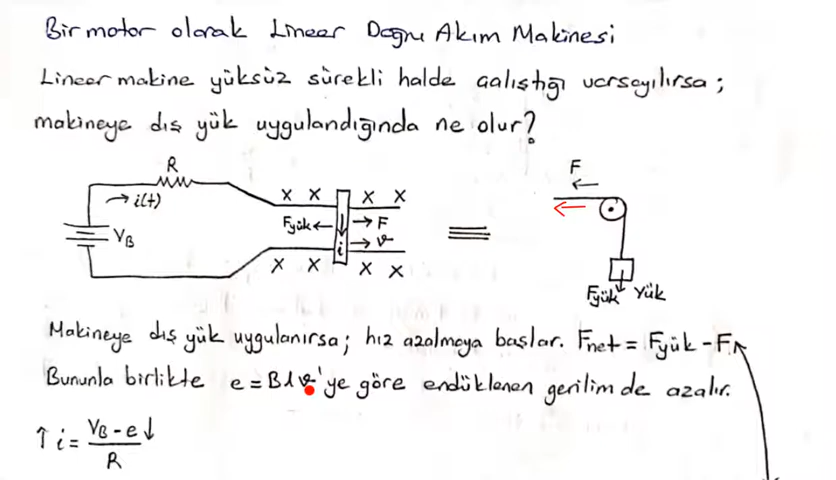 Bir motor olarak Lineer Doğru Akım Makinesi
Lineer makine yüksüz sürekli halde çalıştığı varsayılırsa;
makineye dış yük uygulandığında ne olur?
R
i(t)
VB
X X X X
Fyük F
i v
X X X X
≡
F
Fyük Yük
Makineye dış yük uygulanırsa; hız azalmaya başlar. Fnet = Fyük - F
Bununla birlikte e = Blv'ye göre endüklenen gerilim de azalır.
↑ i = VB - e↓
R